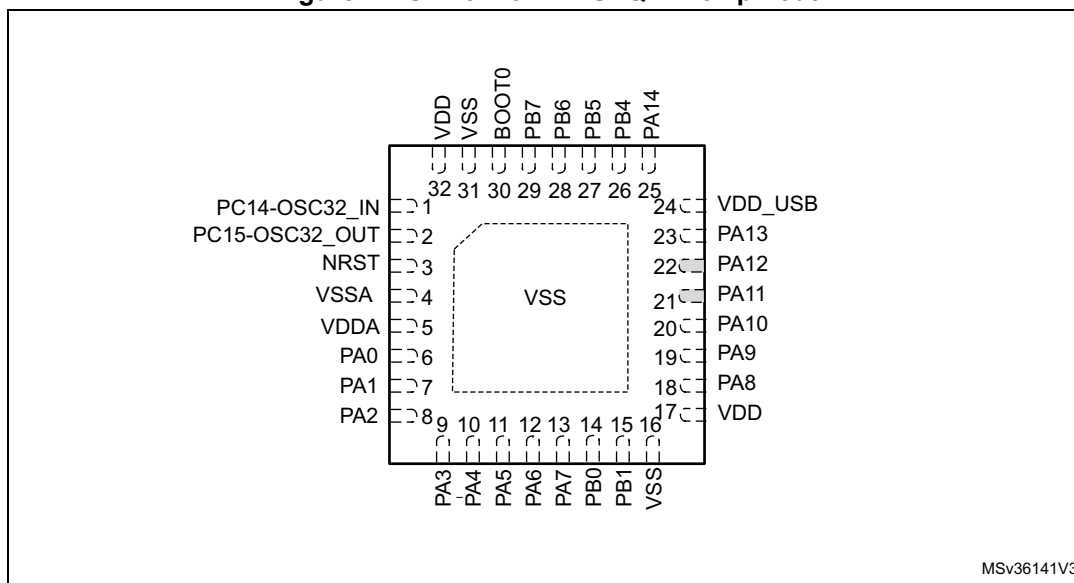 VDD
VSS
BOOT0
PB7
PB6
PB5
PB4
PA14
32 31 30 29 28 27 26 25
PC14-OSC32_IN 1
PC15-OSC32_OUT 2
NRST 3
VSSA 4
VDDA 5
PA0 6
PA1 7
PA2 8
VSS
24 VDD_USB
23 PA13
22 PA12
21 PA11
20 PA10
19 PA9
18 PA8
17 VDD
9 10 11 12 13 14 15 16
PA3
PA4
PA5
PA6
PA7
PB0
PB1
VSS
MSv36141V3